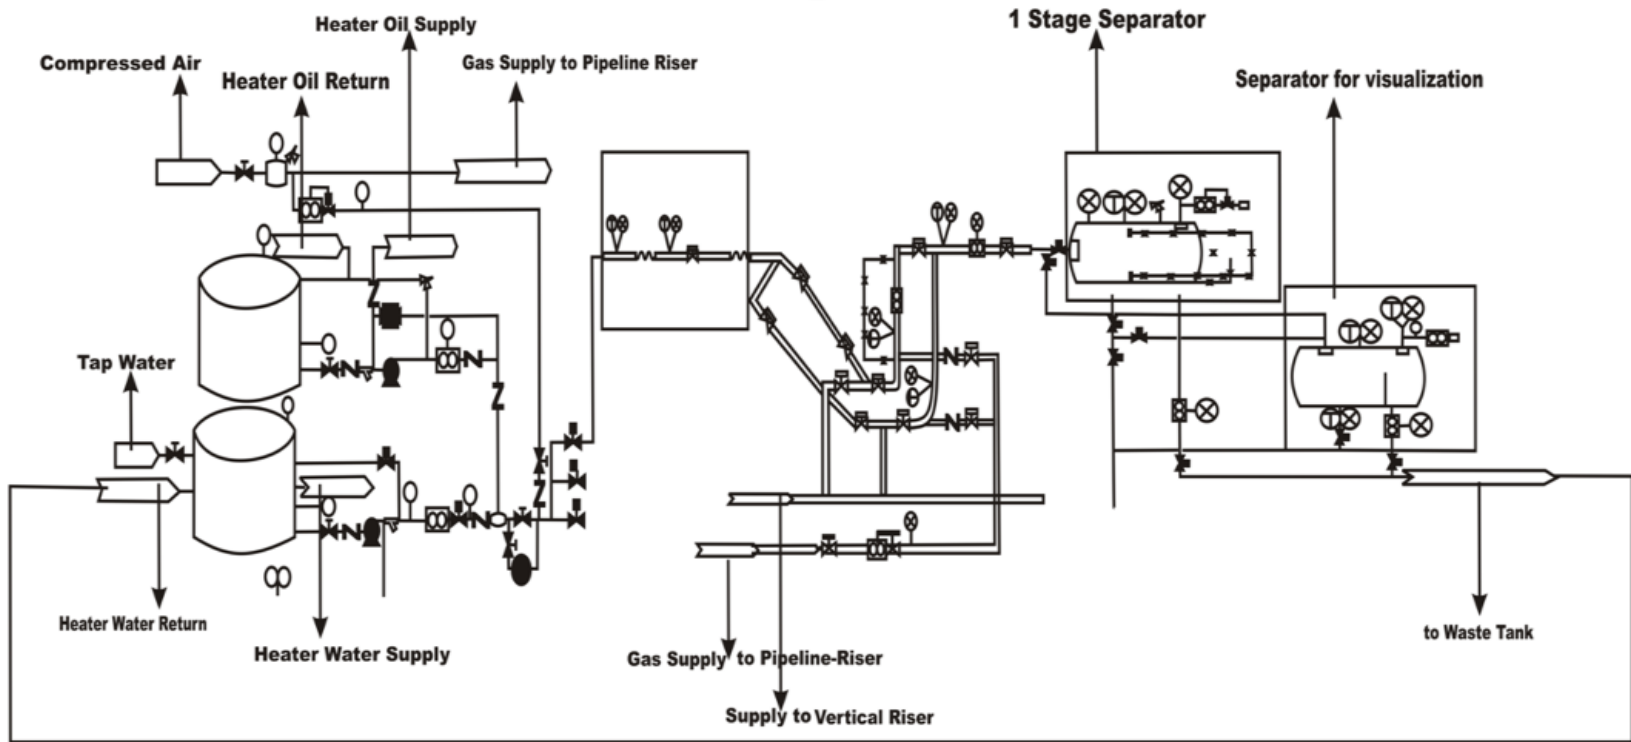 Heater Oil Supply
1 Stage Separator
Compressed Air
Heater Oil Return
Gas Supply to Pipeline Riser
Separator for visualization
Tap Water
Heater Water Return
Heater Water Supply
Gas Supply to Pipeline-Riser
to Waste Tank
Supply to Vertical Riser